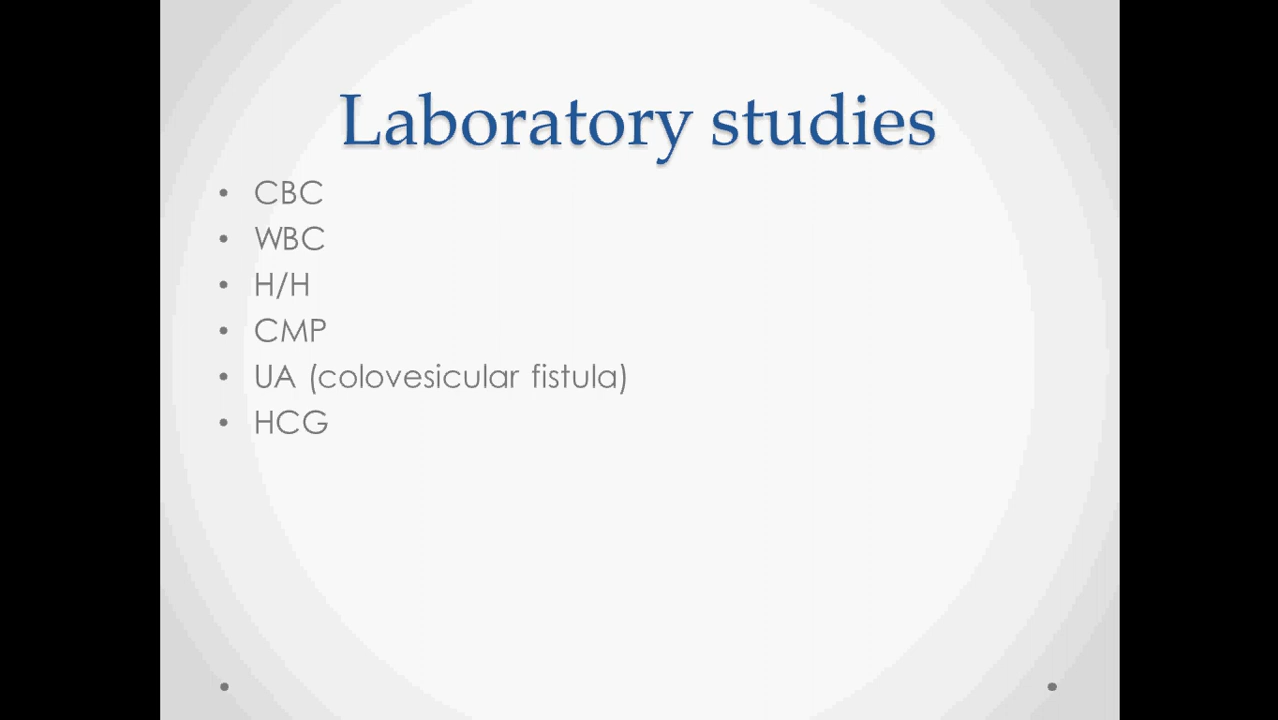 Laboratory studies
• CBC
• WBC
• H/H
• CMP
• UA (colovesicular fistula)
• HCG